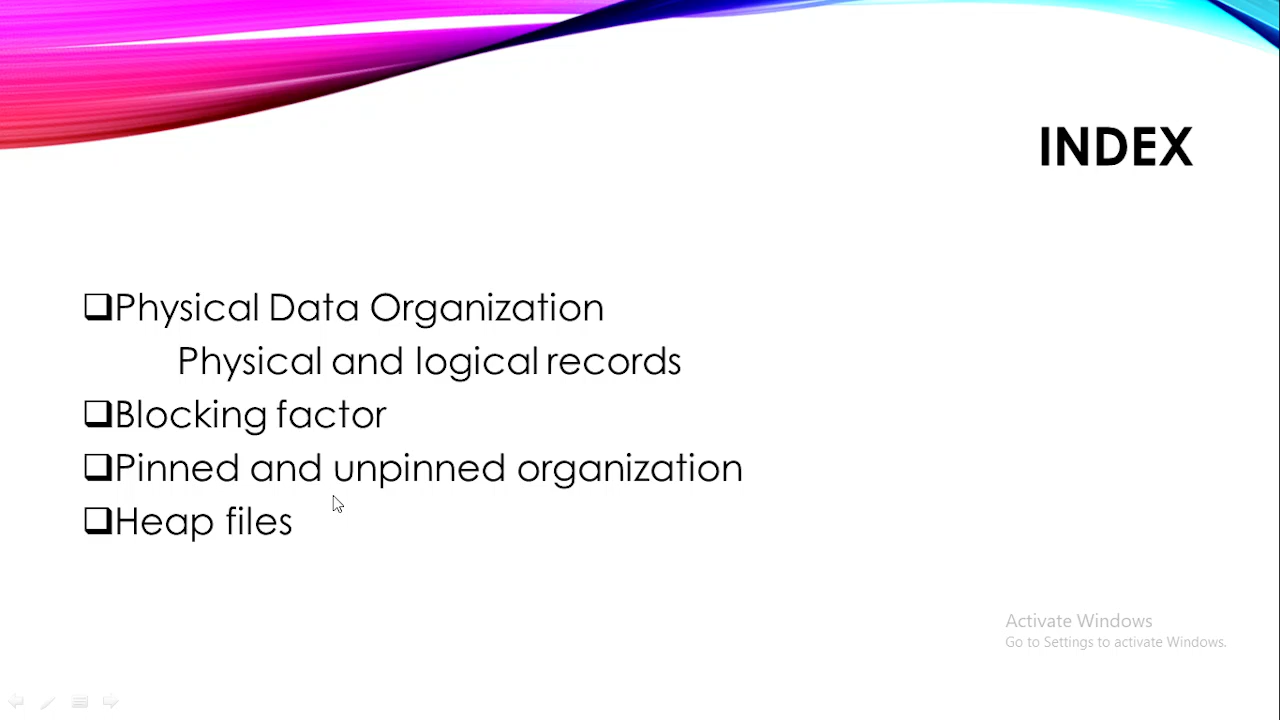 INDEX
Physical Data Organization
Physical and logical records
Blocking factor
Pinned and unpinned organization
Heap files
Activate Windows
Go to Settings to activate Windows.